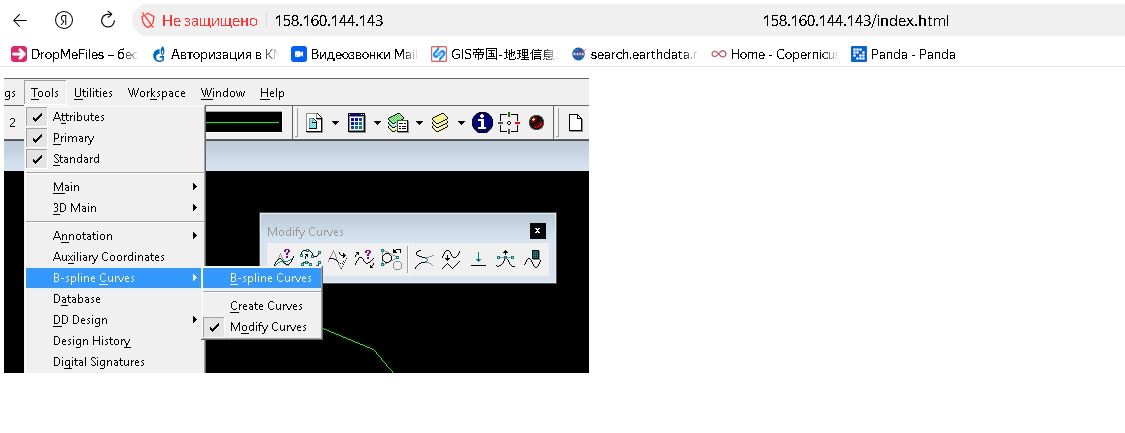 Не защищено 158.160.144.143 158.160.144.143/index.html
DropMeFiles – бес Авторизация в КМ Видеозвонки Mail GIS帝国-地理信息 search.earthdata.n Home - Copernicus Panda - Panda
gs Tools Utilities Workspace Window Help
2
Attributes
Primary
Standard
Main
3D Main
Annotation
Auxiliary Coordinates
B-spline Curves
Database
DD Design
Design History
Digital Signatures
Modify Curves
B-spline Curves
Create Curves
Modify Curves